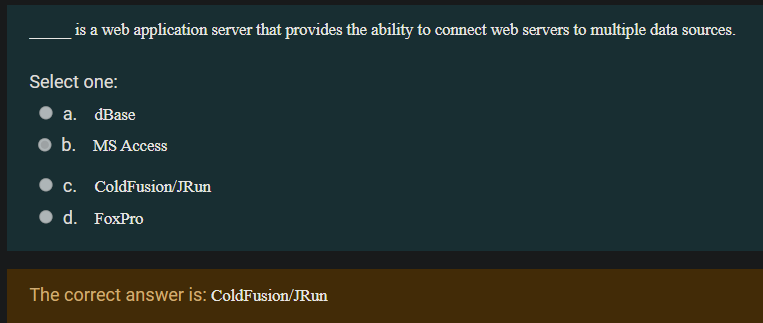 _____ is a web application server that provides the ability to connect web servers to multiple data sources.
Select one:
a. dBase
b. MS Access
c. ColdFusion/JRun
d. FoxPro
The correct answer is: ColdFusion/JRun